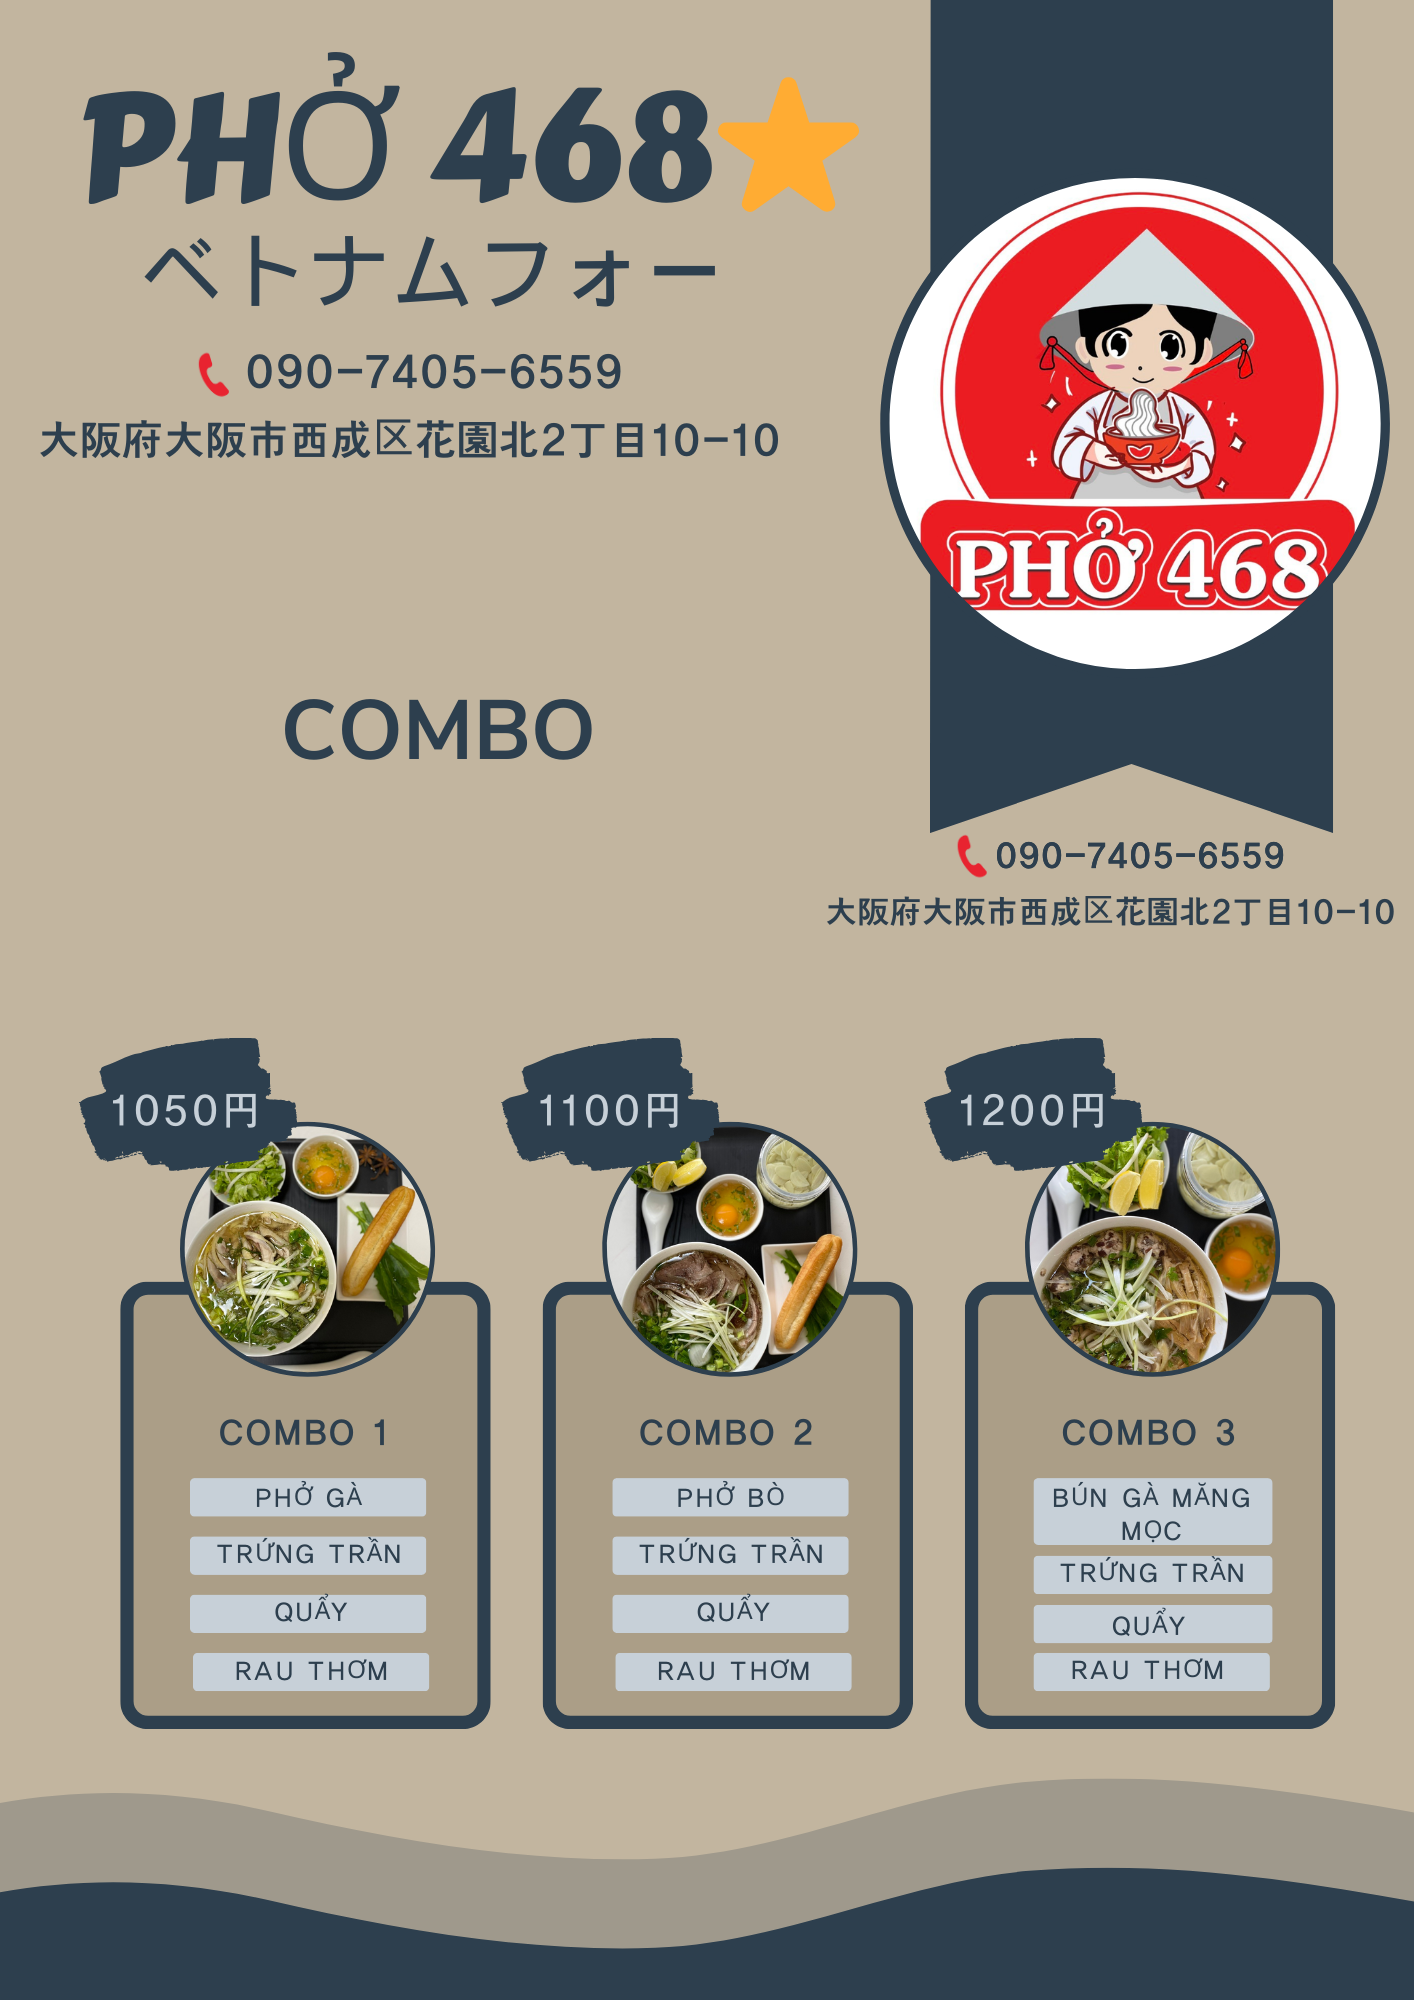 PHỞ 468
ベトナムフォー
090-7405-6559
大阪府大阪市西成区花園北2丁目10-10
PHỞ 468
COMBO
090-7405-6559
大阪府大阪市西成区花園北2丁目10-10
1050円
COMBO 1
PHỞ GÀ
TRỨNG TRẦN
QUẨY
RAU THƠM
1100円
COMBO 2
PHỞ BÒ
TRỨNG TRẦN
QUẨY
RAU THƠM
1200円
COMBO 3
BÚN GÀ MĂNG
MỌC
TRỨNG TRẦN
QUẨY
RAU THƠM